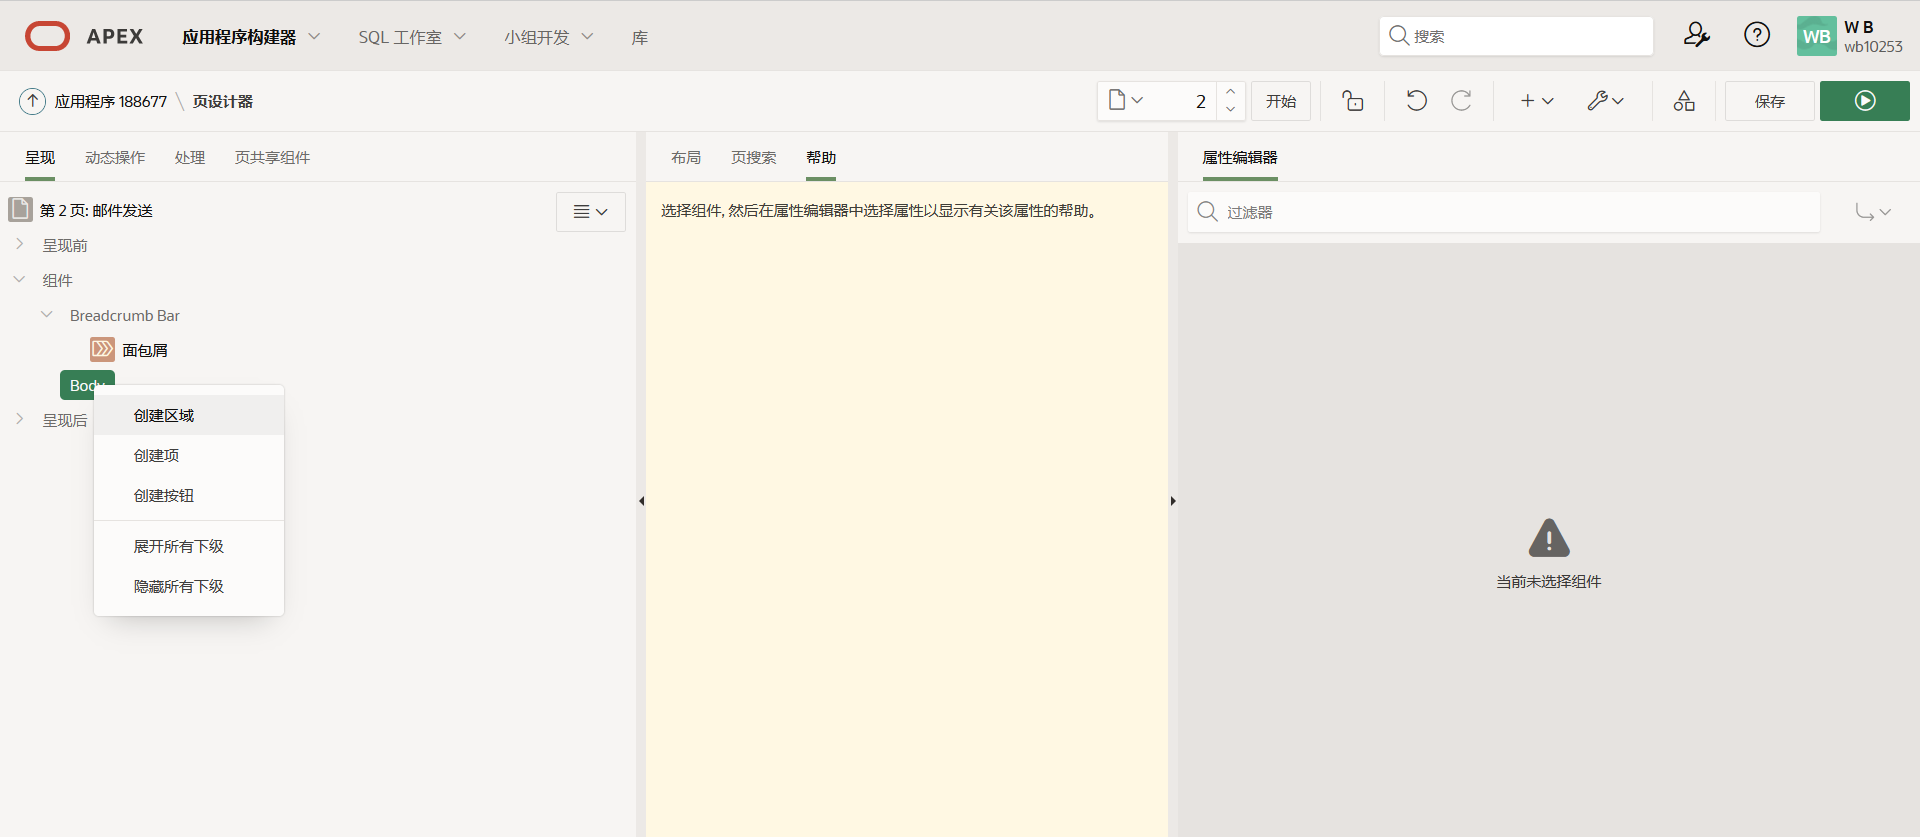 APEX
应用程序构建器
SQL 工作室
小组开发
库
搜索
WB
W B
wb10253
应用程序 188677
\
页设计器
2
开始
保存
呈现
动态操作
处理
页共享组件
布局
页搜索
帮助
属性编辑器
第 2 页: 邮件发送
选择组件, 然后在属性编辑器中选择属性以显示有关该属性的帮助。
过滤器
呈现前
组件
Breadcrumb Bar
面包屑
Body
呈现后
创建区域
创建项
创建按钮
展开所有下级
隐藏所有下级
当前未选择组件